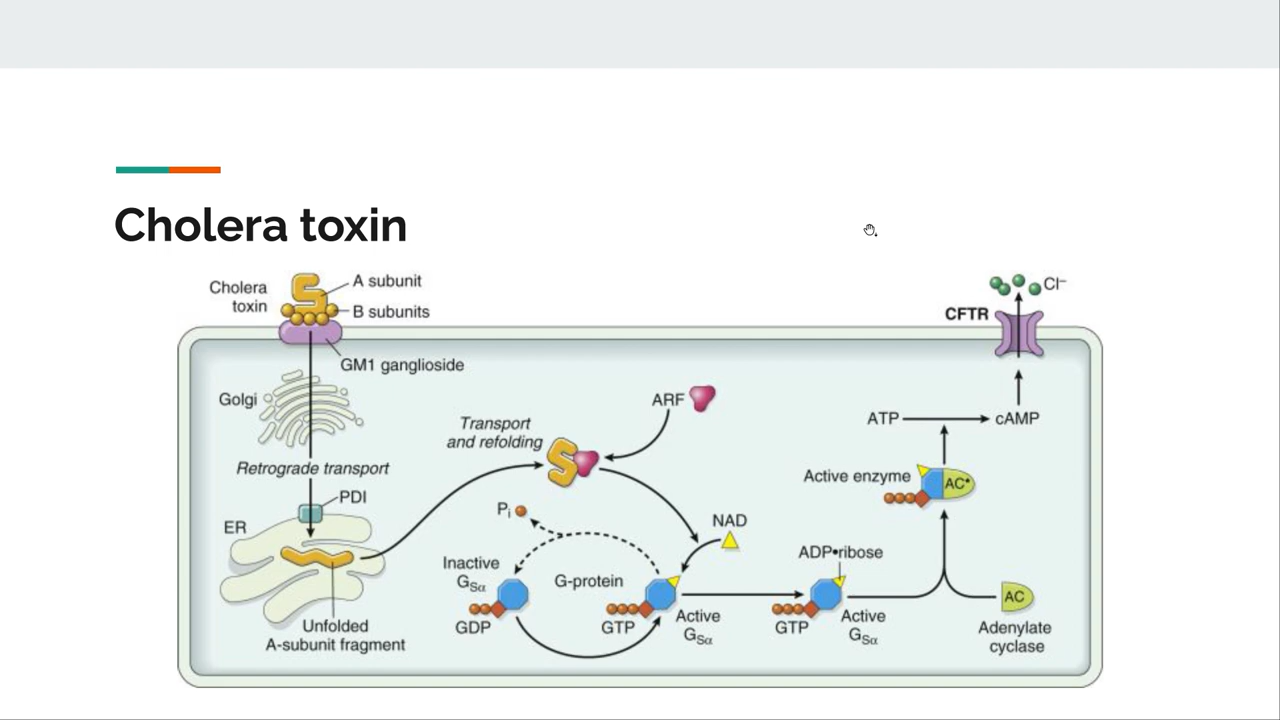 Cholera toxin
Cholera
toxin
A subunit
B subunits
GM1 ganglioside
Golgi
Retrograde transport
PDI
ER
Unfolded
A-subunit fragment
Transport
and refolding
ARF
Pi
NAD
Inactive
GSα
G-protein
GDP
GTP
Active
GSα
ADP•ribose
GTP
Active
GSα
Active enzyme
AC•
ATP
cAMP
CFTR
Cl–
AC
Adenylate
cyclase